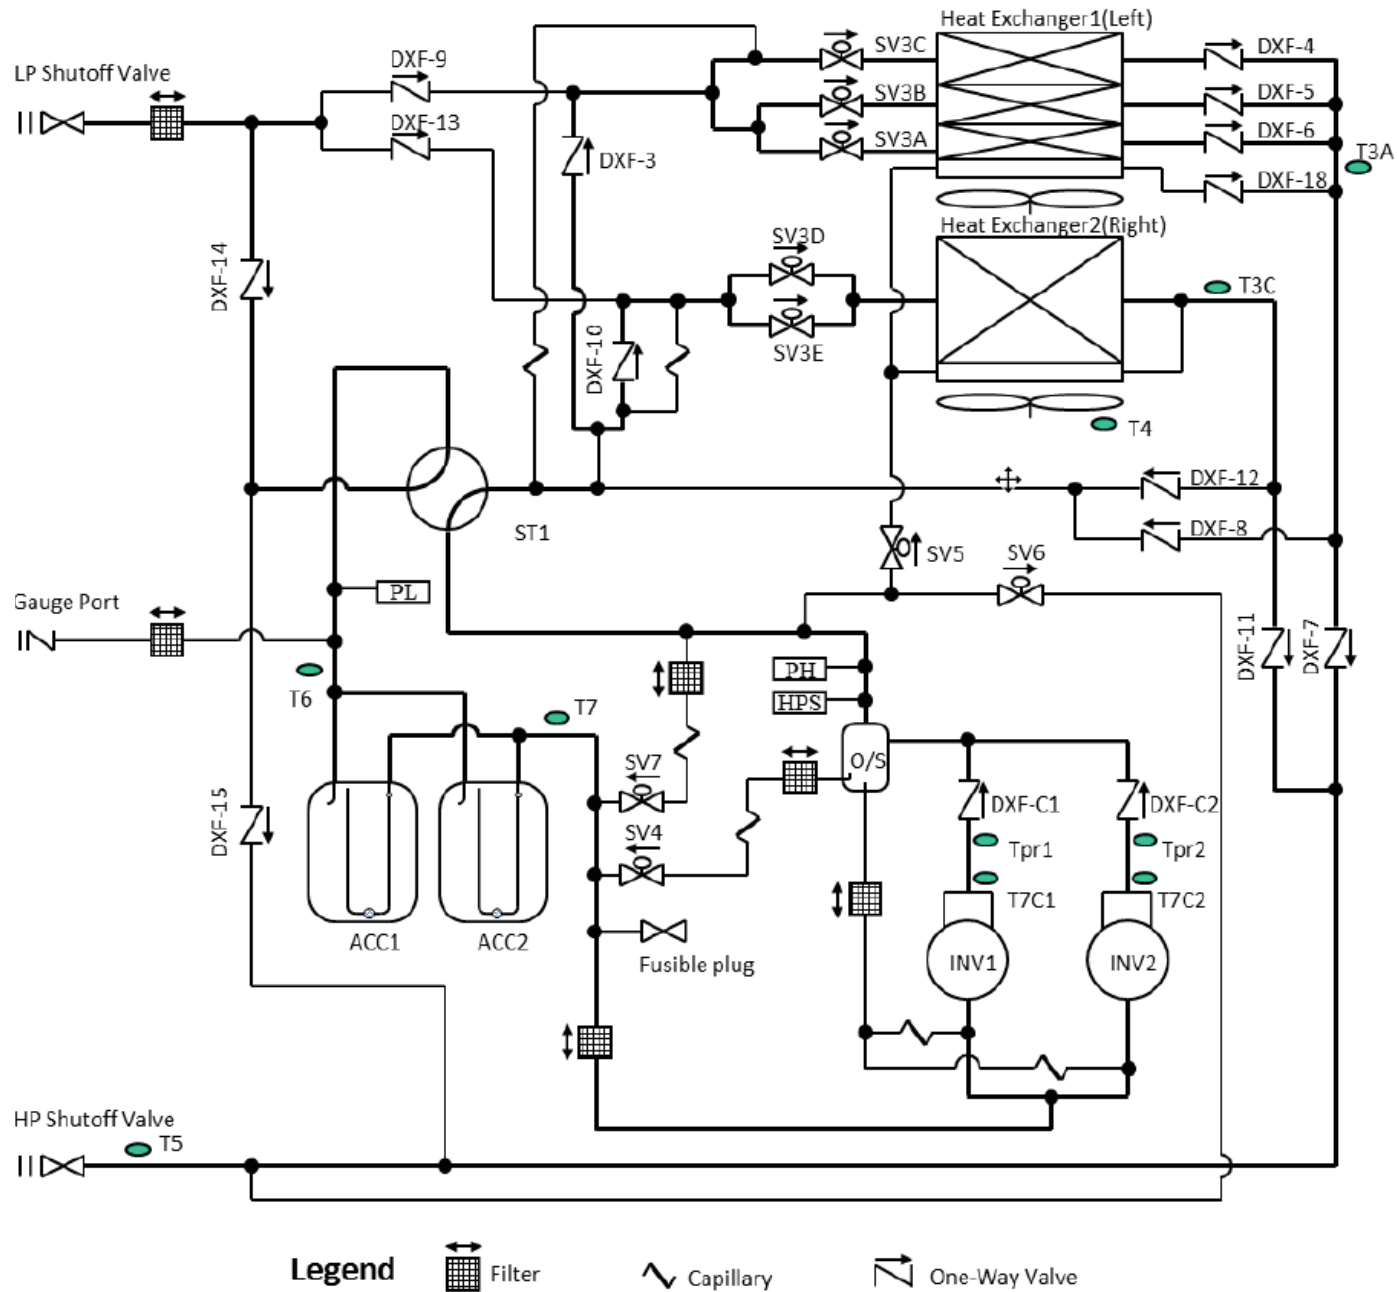 Heat Exchanger1(Left)
DXF-9
SV3C
DXF-4
LP Shutoff Valve
SV3B
DXF-5
DXF-13
SV3A
DXF-6
T3A
DXF-3
DXF-18
Heat Exchanger2(Right)
SV3D
DXF-14
T3C
SV3E
DXF-10
T4
DXF-12
ST1
DXF-8
SV5
SV6
PL
Gauge Port
DXF-11
DXF-7
PH
T6
HPS
T7
O/S
SV7
DXF-C1
DXF-C2
DXF-15
SV4
Tpr1
Tpr2
T7C1
T7C2
ACC1
ACC2
Fusible plug
INV1
INV2
HP Shutoff Valve
T5
Legend
Filter
Capillary
One-Way Valve